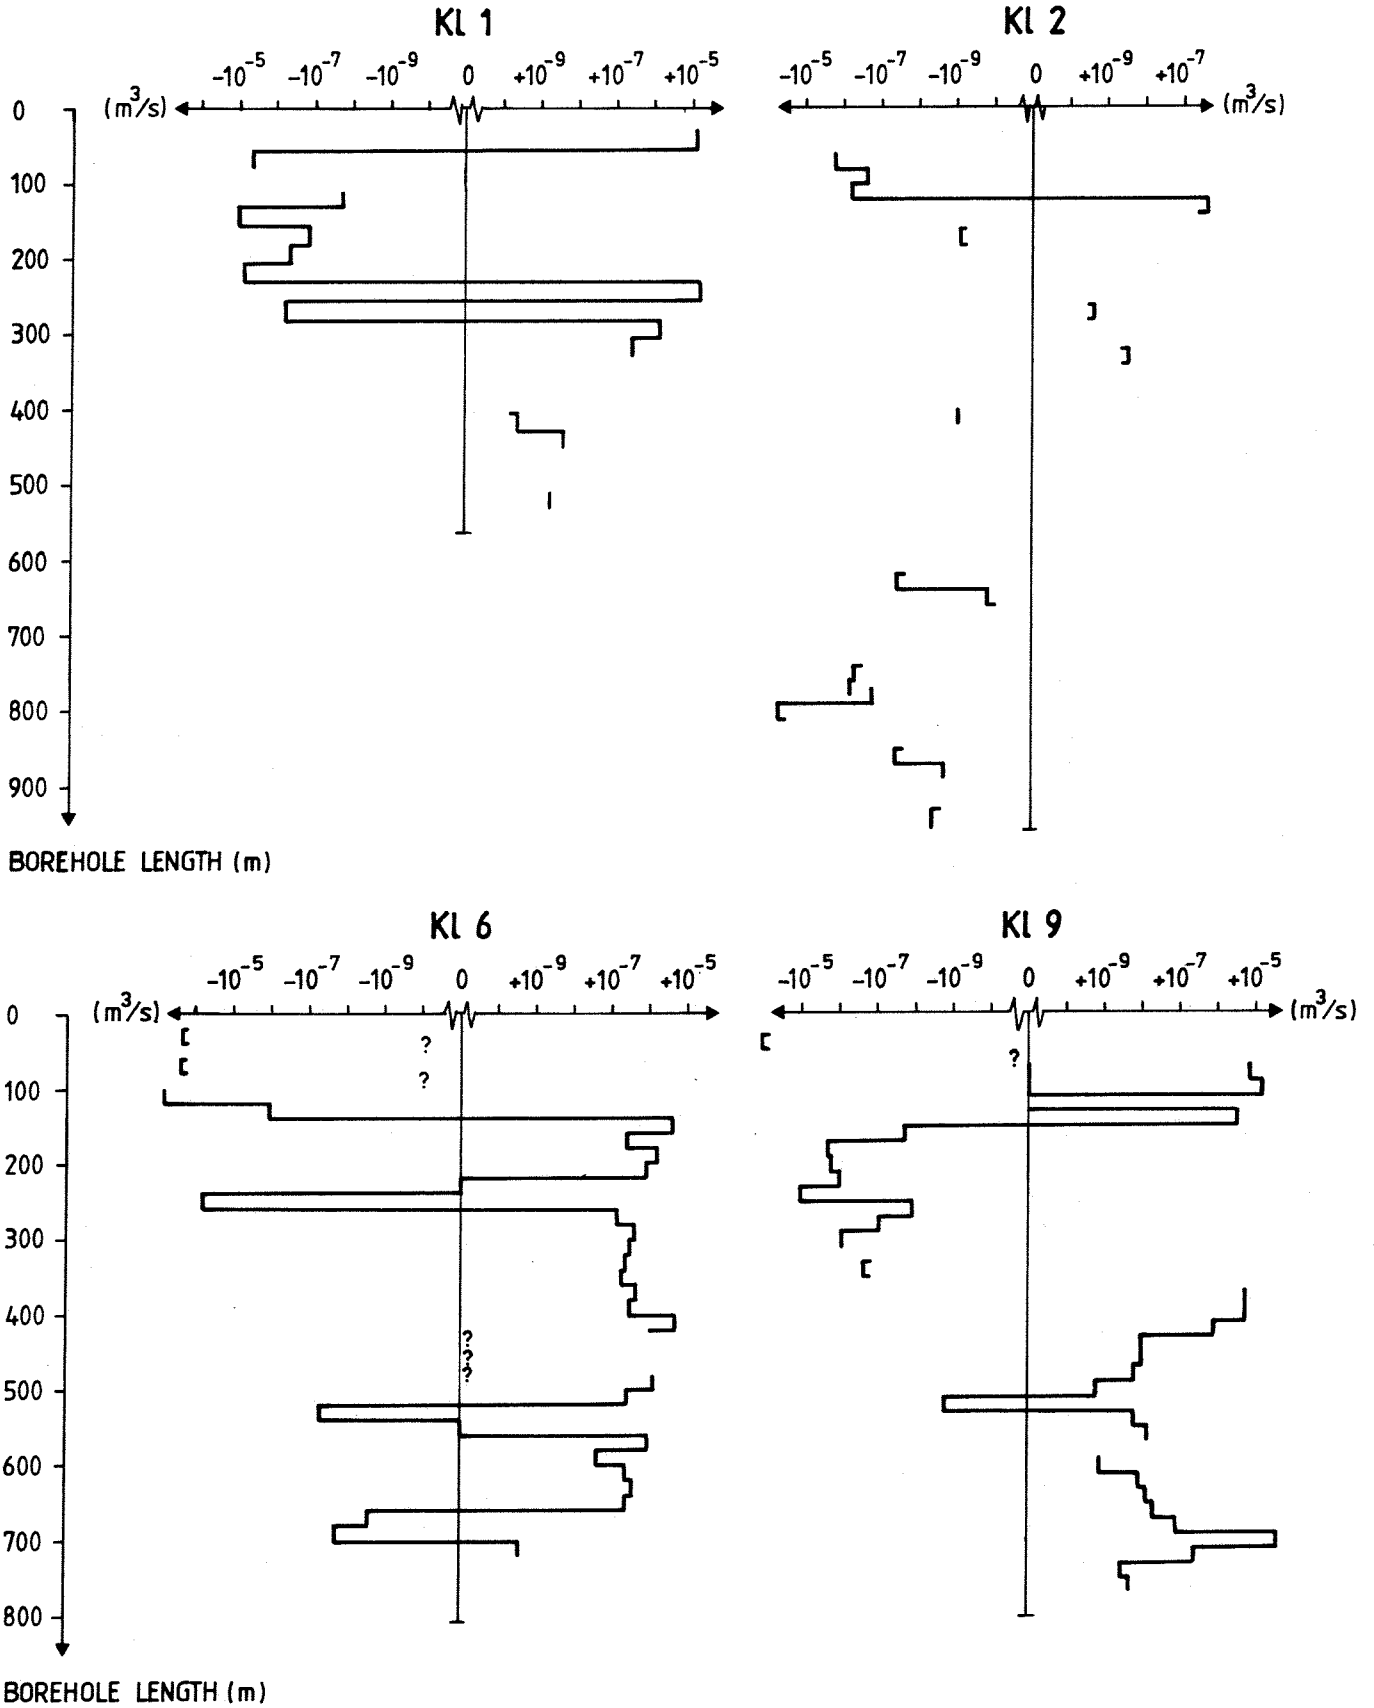 Kl 1
Kl 2
-10⁻⁵ -10⁻⁷ -10⁻⁹ 0 +10⁻⁹ +10⁻⁷ +10⁻⁵
-10⁻⁵ -10⁻⁷ -10⁻⁹ 0 +10⁻⁹ +10⁻⁷
0 (m³/s)
(m³/s)
100
200
300
400
500
600
700
800
900
BOREHOLE LENGTH (m)
Kl 6
Kl 9
-10⁻⁵ -10⁻⁷ -10⁻⁹ 0 +10⁻⁹ +10⁻⁷ +10⁻⁵
-10⁻⁵ -10⁻⁷ -10⁻⁹ 0 +10⁻⁹ +10⁻⁷ +10⁻⁵
0 (m³/s)
(m³/s)
?
?
?
100
200
300
400
?
?
?
500
600
700
800
BOREHOLE LENGTH (m)